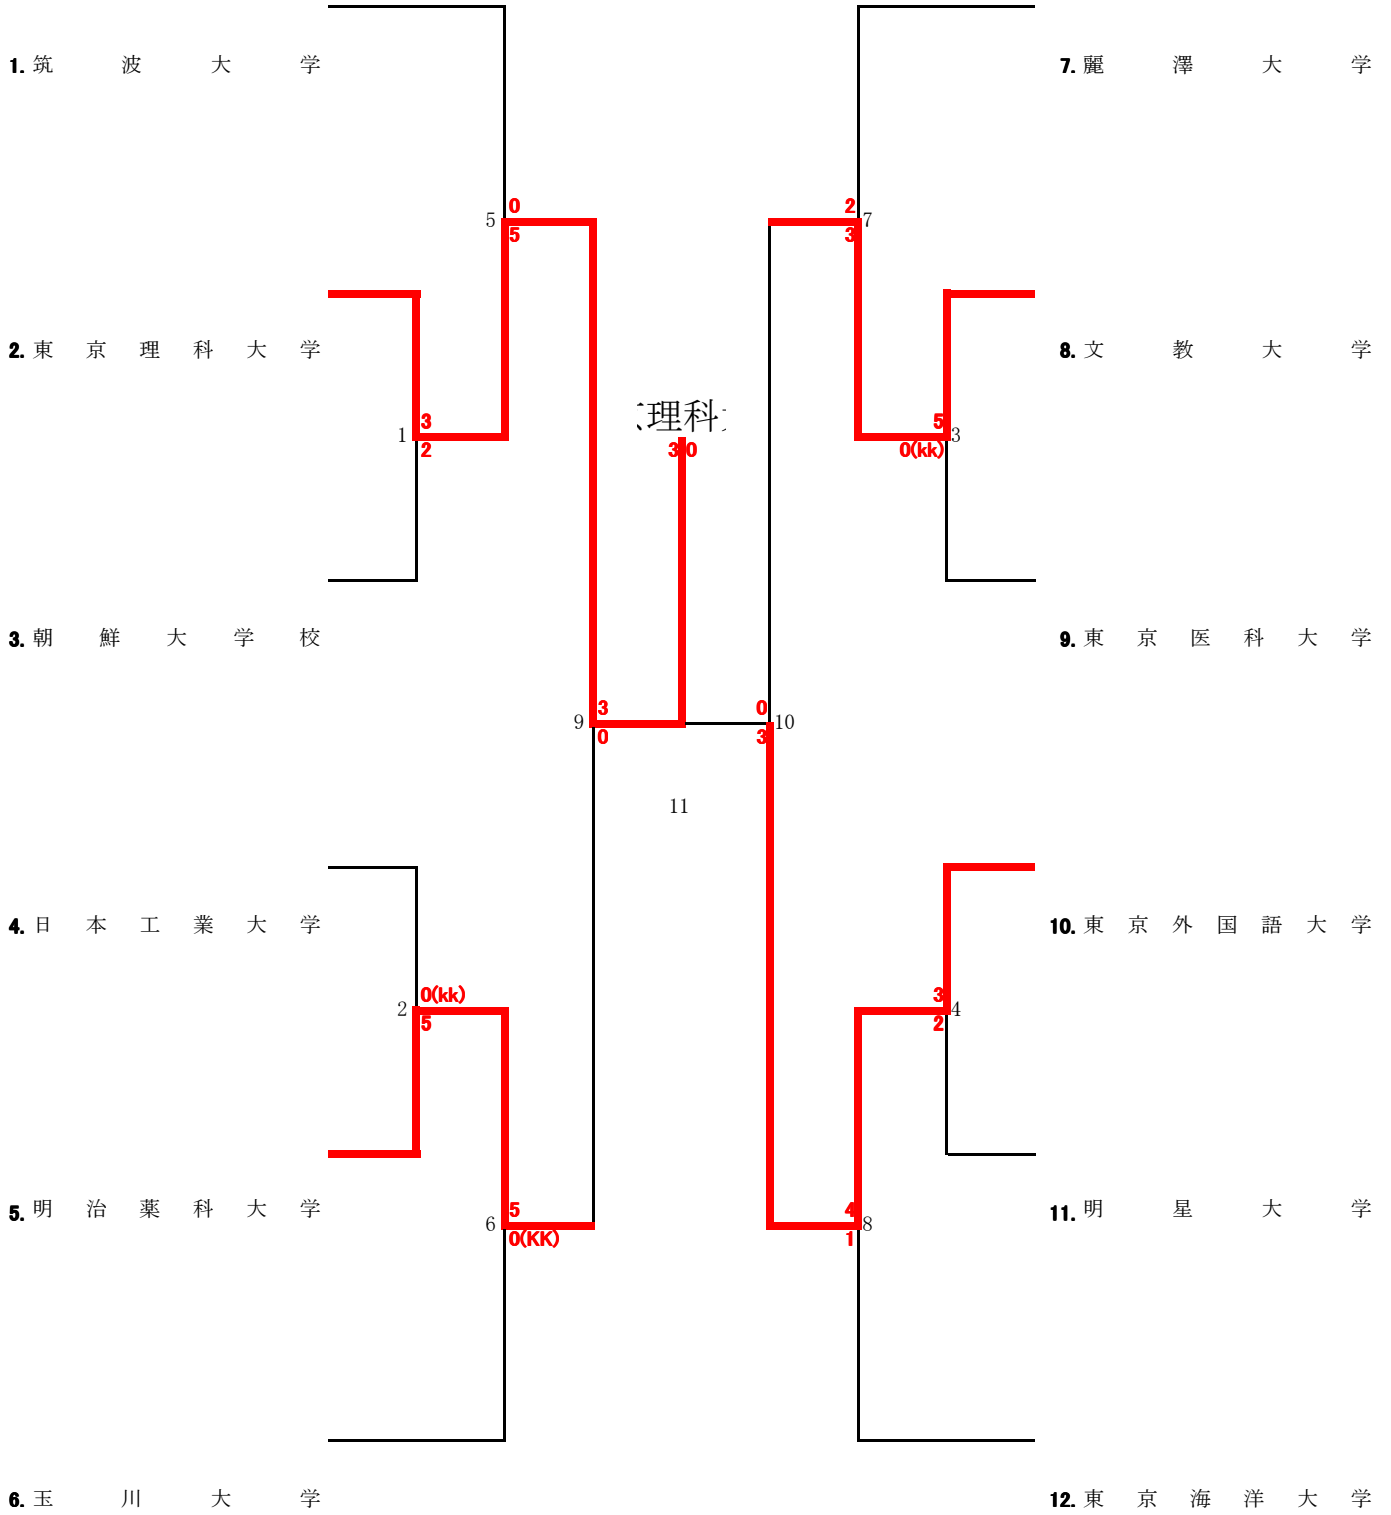 1. 筑波大学
7. 麗澤大学
0
5
5
2
7
3
2. 東京理科大学
8. 文教大学
理科
3
1
2
3 0
5
3
0(kk)
3. 朝鮮大学校
9. 東京医科大学
3
9
0
0
10
3
11
4. 日本工業大学
10. 東京外国語大学
0(kk)
2
5
3
4
2
5. 明治薬科大学
11. 明星大学
5
6
0(KK)
4
8
1
6. 玉川大学
12. 東京海洋大学